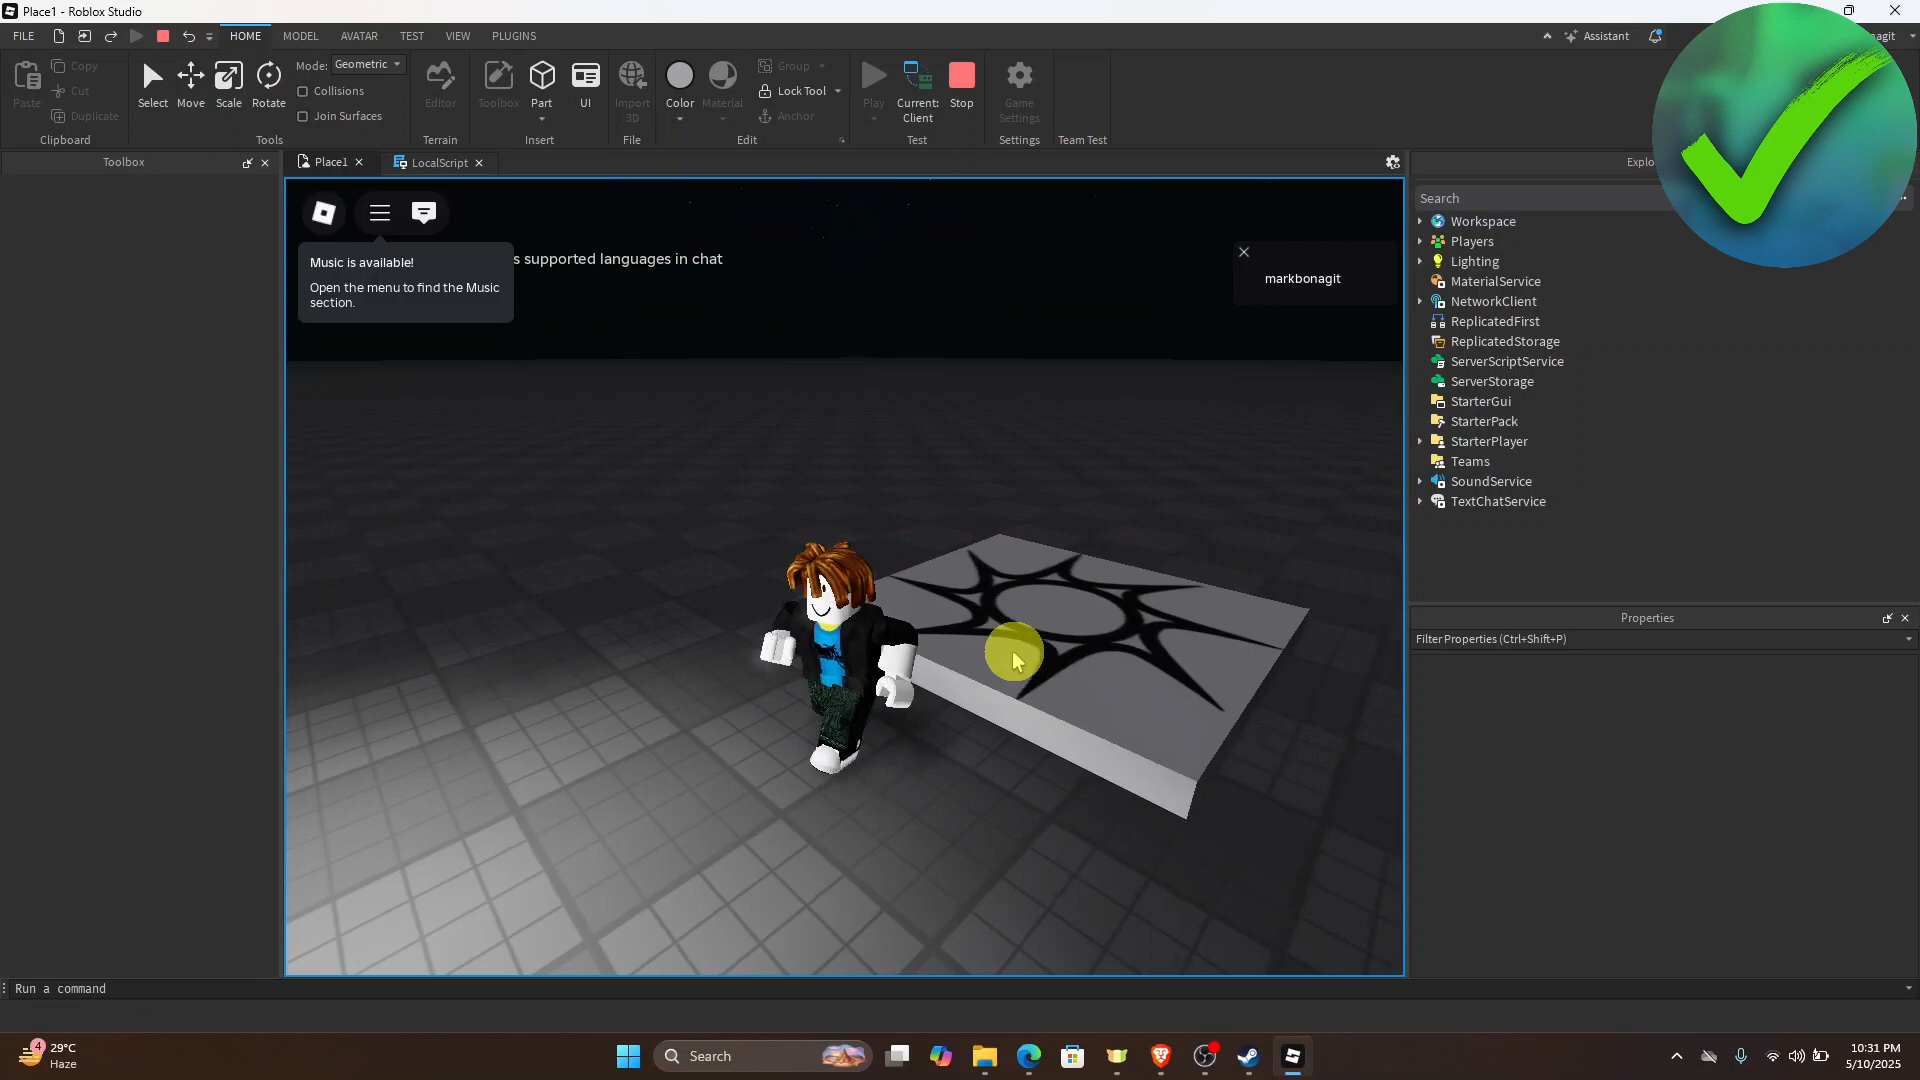 Place1 - Roblox Studio
FILE
HOME
MODEL
AVATAR
TEST
VIEW
PLUGINS
Assistant
Paste
Copy
Cut
Duplicate
Clipboard
Select
Move
Scale
Rotate
Mode: Geometric
Collisions
Join Surfaces
Tools
Editor
Terrain
Toolbox
Part
UI
Insert
Import
3D
File
Color
Material
Group
Lock Tool
Anchor
Edit
Play
Current:
Client
Stop
Test
Game
Settings
Settings
Team Test
Toolbox
Place1
LocalScript
s supported languages in chat
Music is available!
Open the menu to find the Music
section.
markbonagit
Search
Workspace
Players
Lighting
MaterialService
NetworkClient
ReplicatedFirst
ReplicatedStorage
ServerScriptService
ServerStorage
StarterGui
StarterPack
StarterPlayer
Teams
SoundService
TextChatService
Properties
Filter Properties (Ctrl+Shift+P)
Run a command
4
29°C
Haze
Search
10:31 PM
5/10/2025